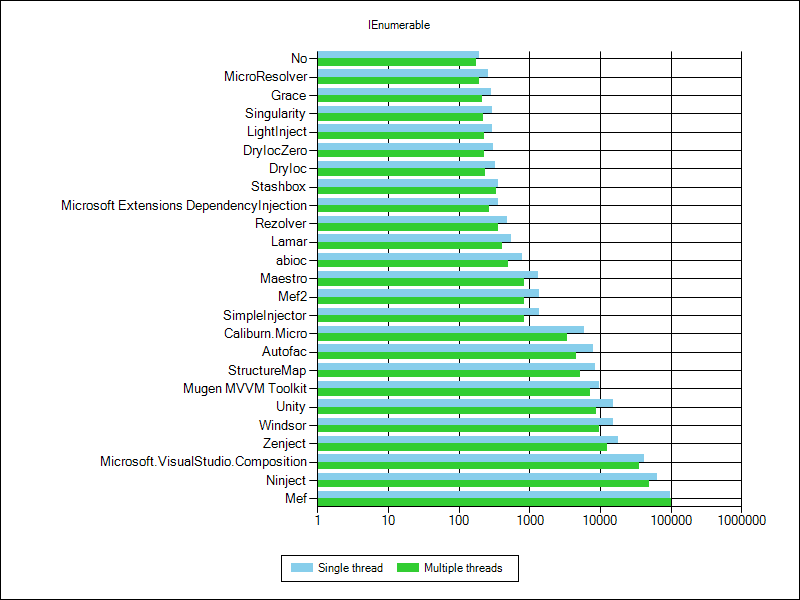 IEnumerable
No
MicroResolver
Grace
Singularity
LightInject
DryIocZero
DryIoc
Stashbox
Microsoft Extensions DependencyInjection
Rezolver
Lamar
abioc
Maestro
Mef2
SimpleInjector
Caliburn.Micro
Autofac
StructureMap
Mugen MVVM Toolkit
Unity
Windsor
Zenject
Microsoft.VisualStudio.Composition
Ninject
Mef
1 10 100 1000 10000 100000 1000000
Single thread Multiple threads